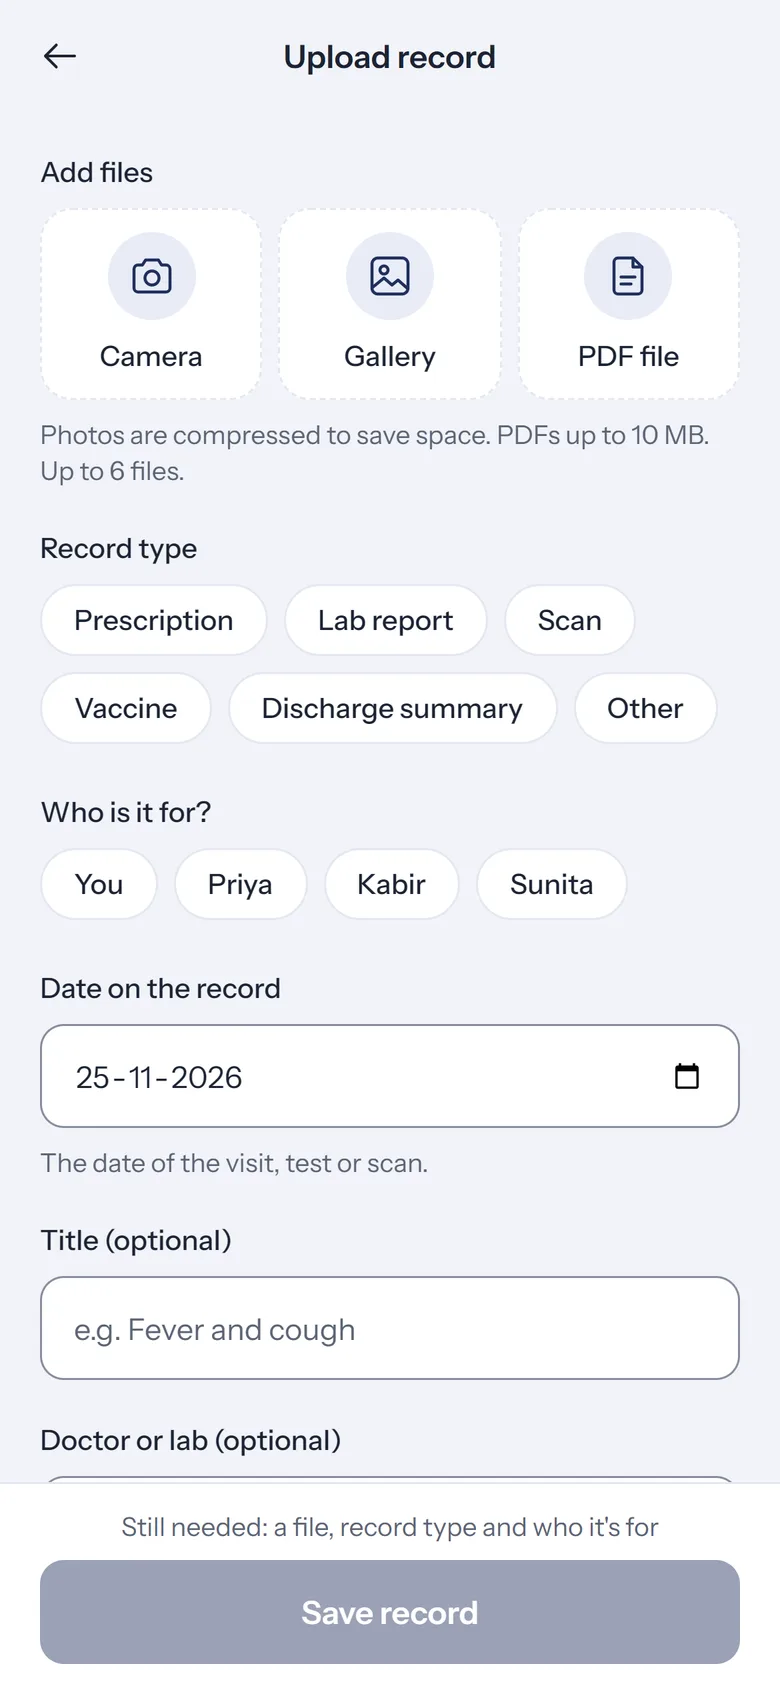 Upload record
Add files
Camera
Gallery
PDF file
Photos are compressed to save space. PDFs up to 10 MB.
Up to 6 files.
Record type
Prescription
Lab report
Scan
Vaccine
Discharge summary
Other
Who is it for?
You
Priya
Kabir
Sunita
Date on the record
25-11-2026
The date of the visit, test or scan.
Title (optional)
e.g. Fever and cough
Doctor or lab (optional)
Still needed: a file, record type and who it's for
Save record